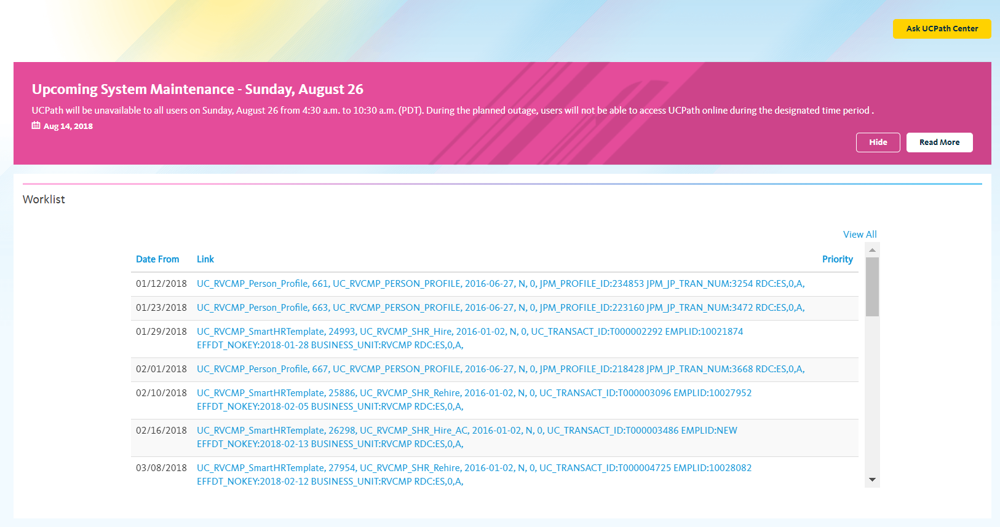 Ask UCPath Center
Upcoming System Maintenance - Sunday, August 26
UCPath will be unavailable to all users on Sunday, August 26 from 4:30 a.m. to 10:30 a.m. (PDT). During the planned outage, users will not be able to access UCPath online during the designated time period .
Aug 14, 2018
Hide Read More
Worklist
View All
Date From Link Priority
01/12/2018 UC_RVCMP_Person_Profile, 661, UC_RVCMP_PERSON_PROFILE, 2016-06-27, N, 0, JPM_PROFILE_ID:234853 JPM_JP_TRAN_NUM:3254 RDC:ES,0,A,
01/23/2018 UC_RVCMP_Person_Profile, 663, UC_RVCMP_PERSON_PROFILE, 2016-06-27, N, 0, JPM_PROFILE_ID:223160 JPM_JP_TRAN_NUM:3472 RDC:ES,0,A,
01/29/2018 UC_RVCMP_SmartHRTemplate, 24993, UC_RVCMP_SHR_Hire, 2016-01-02, N, 0, UC_TRANSACT_ID:T000002292 EMPLID:10021874
EFFDT_NOKEY:2018-01-28 BUSINESS_UNIT:RVCMP RDC:ES,0,A,
02/01/2018 UC_RVCMP_Person_Profile, 667, UC_RVCMP_PERSON_PROFILE, 2016-06-27, N, 0, JPM_PROFILE_ID:218428 JPM_JP_TRAN_NUM:3668 RDC:ES,0,A,
02/10/2018 UC_RVCMP_SmartHRTemplate, 25886, UC_RVCMP_SHR_Rehire, 2016-01-02, N, 0, UC_TRANSACT_ID:T000003096 EMPLID:10027952
EFFDT_NOKEY:2018-02-05 BUSINESS_UNIT:RVCMP RDC:ES,0,A,
02/16/2018 UC_RVCMP_SmartHRTemplate, 26298, UC_RVCMP_SHR_Hire_AC, 2016-01-02, N, 0, UC_TRANSACT_ID:T000003486 EMPLID:NEW
EFFDT_NOKEY:2018-02-13 BUSINESS_UNIT:RVCMP RDC:ES,0,A,
03/08/2018 UC_RVCMP_SmartHRTemplate, 27954, UC_RVCMP_SHR_Rehire, 2016-01-02, N, 0, UC_TRANSACT_ID:T000004725 EMPLID:10028082
EFFDT_NOKEY:2018-02-12 BUSINESS_UNIT:RVCMP RDC:ES,0,A,